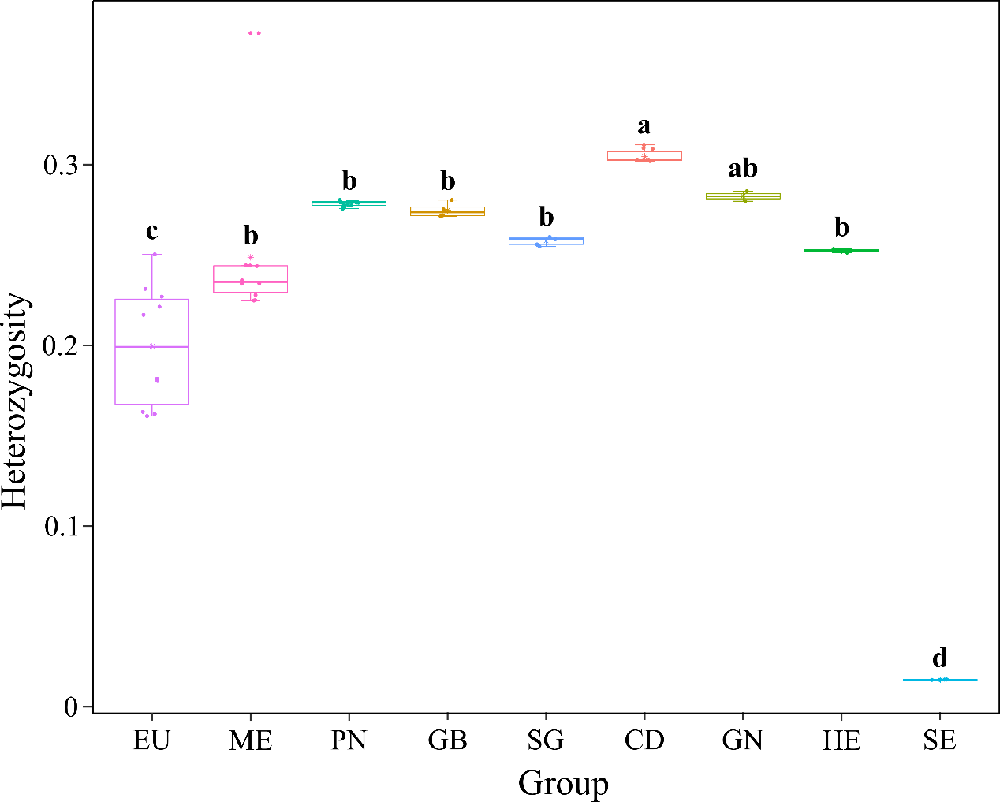 a
0.3
b
b
ab
b
c
b
b
0.2
Heterozygosity
0.1
d
0
EU ME PN GB SG CD GN HE SE
Group